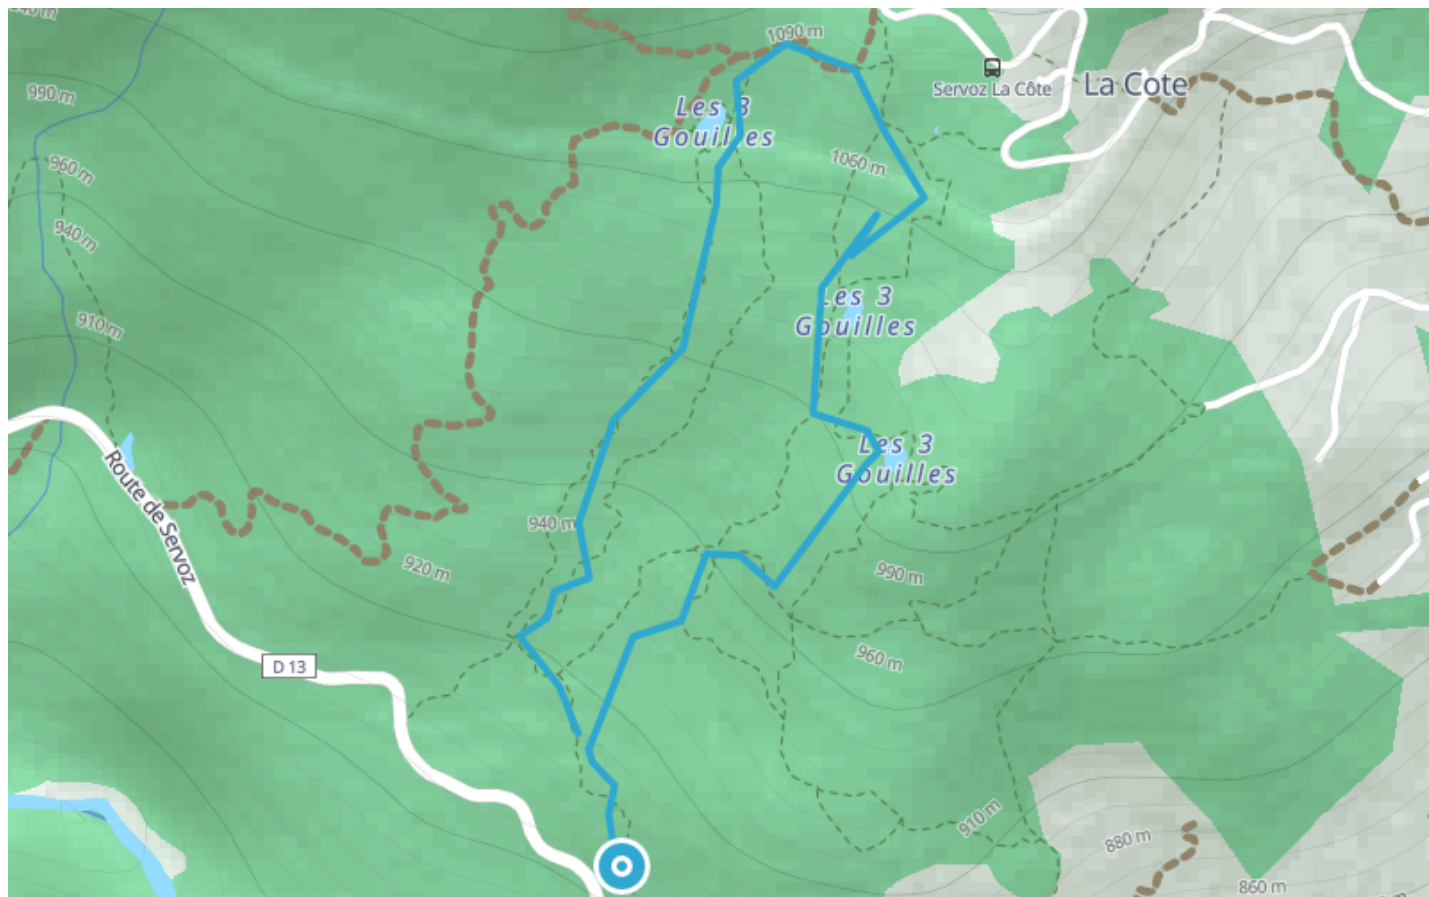 1090 m
Servoz La Côte
La Cote
990 m
Les 3
Gouilles
960 m
1060 m
940 m
910 m
Les 3
Gouilles
Les 3
Gouilles
Route de Servoz
940 m
920 m
990 m
D 13
960 m
910 m
880 m
860 m